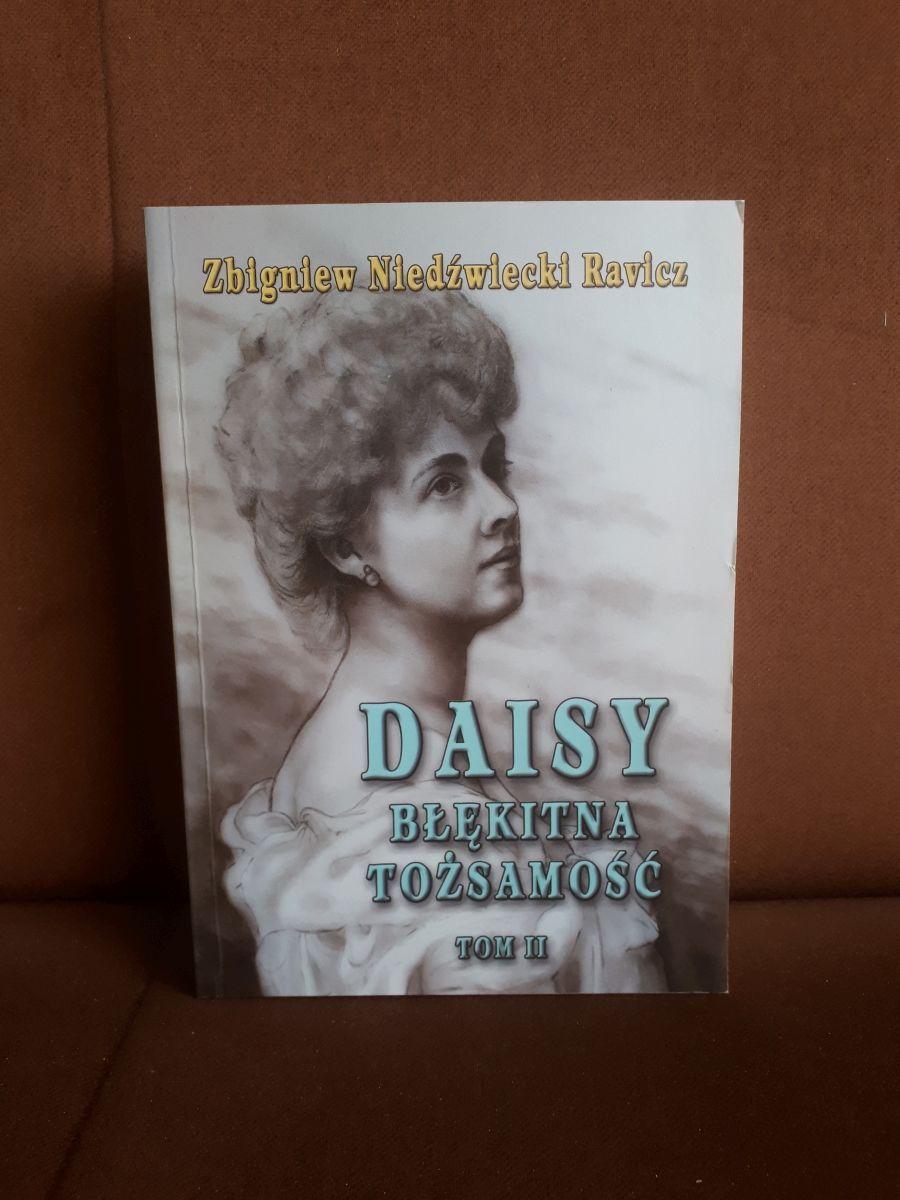 Zbigniew Niedźwiecki Ravicz
DAISY
BŁĘKITNA
TOŻSAMOŚĆ
TOM II